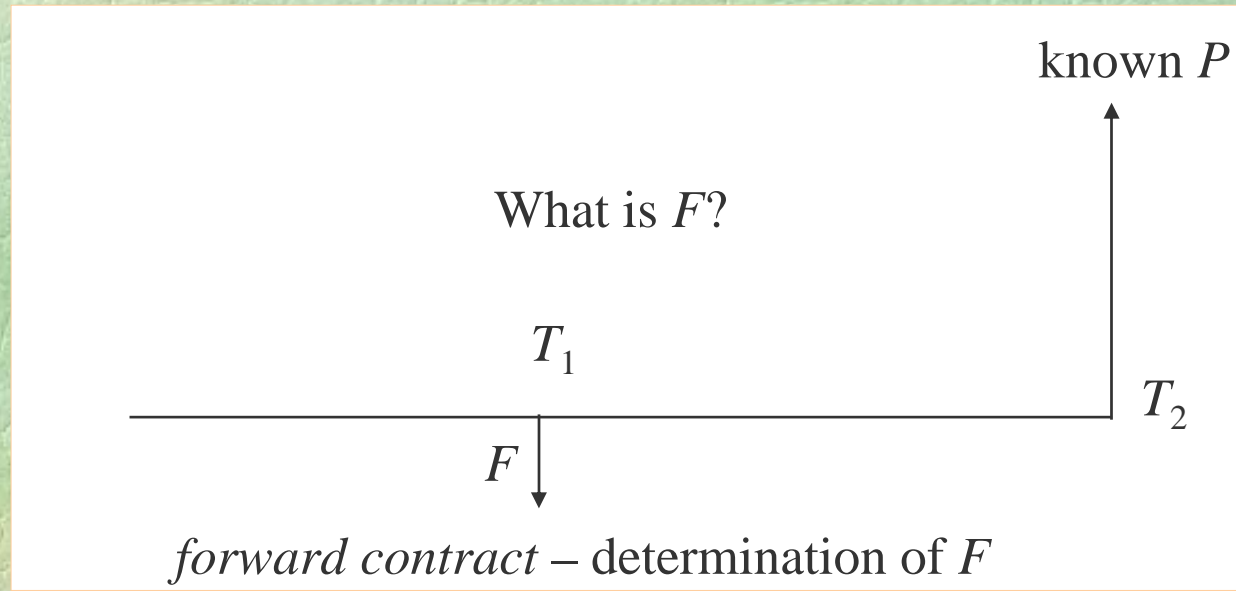 known P
What is F?
T₁
T₂
F
forward contract – determination of F